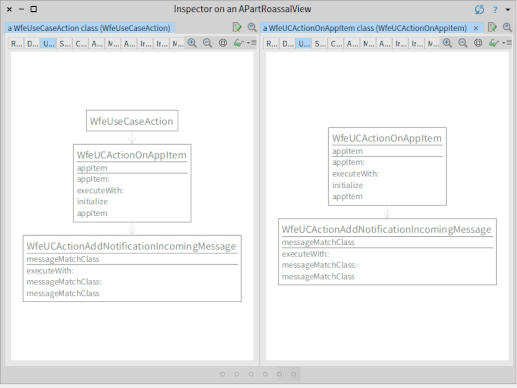 Inspector on an APartRoassalView
?
a WfeUseCaseAction class (WfeUseCaseAction)
R... D... U... S... C... A... M... A... Ir... Ir... M...
WfeUseCaseAction
WfeUCActionOnAppItem
appItem
appItem:
executeWith:
initialize
appItem
WfeUCActionAddNotificationIncomingMessage
messageMatchClass
executeWith:
messageMatchClass:
messageMatchClass
a WfeUCActionOnAppItem class (WfeUCActionOnAppItem) ×
R... D... U... S... C... A... M... A... Ir... Ir... M...
WfeUCActionOnAppItem
appItem
appItem:
executeWith:
initialize
appItem
WfeUCActionAddNotificationIncomingMessage
messageMatchClass
executeWith:
messageMatchClass:
messageMatchClass